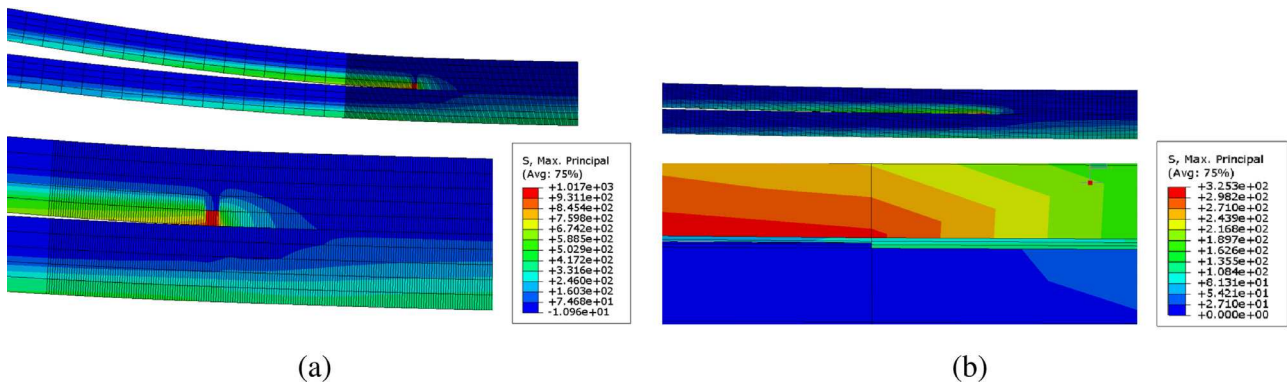 S, Max. Principal
(Avg: 75%)
+1.017e+03
+9.311e+02
+8.454e+02
+7.598e+02
+6.742e+02
+5.885e+02
+5.029e+02
+4.172e+02
+3.316e+02
+2.460e+02
+1.603e+02
+7.468e+01
-1.096e+01
S, Max. Principal
(Avg: 75%)
+3.253e+02
+2.982e+02
+2.710e+02
+2.439e+02
+2.168e+02
+1.897e+02
+1.626e+02
+1.355e+02
+1.084e+02
+8.131e+01
+5.421e+01
+2.710e+01
+0.000e+00
(a)
(b)